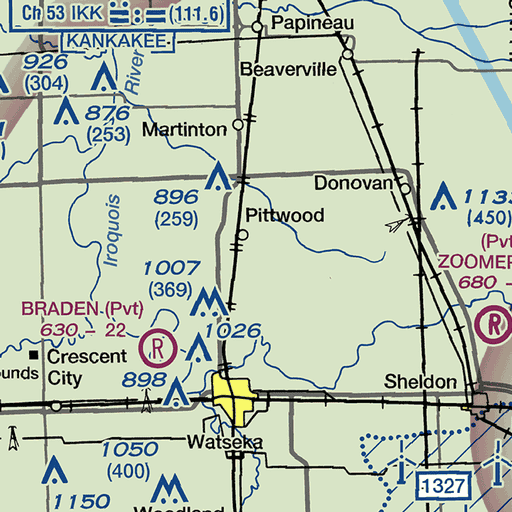 Ch 53 IKK (111.6)
KANKAKEE
Papineau
Beaverville
926
(304)
River
876
(253)
Martinton
896
(259)
Donovan
1133
(450)
Iroquois
Pittwood
(Pvt)
ZOOMER
680 –
1007
(369)
BRADEN (Pvt)
630 – 22
R
R
1026
Crescent
City
ounds
898
Sheldon
Watseka
1050
(400)
1150
Woodland
1327